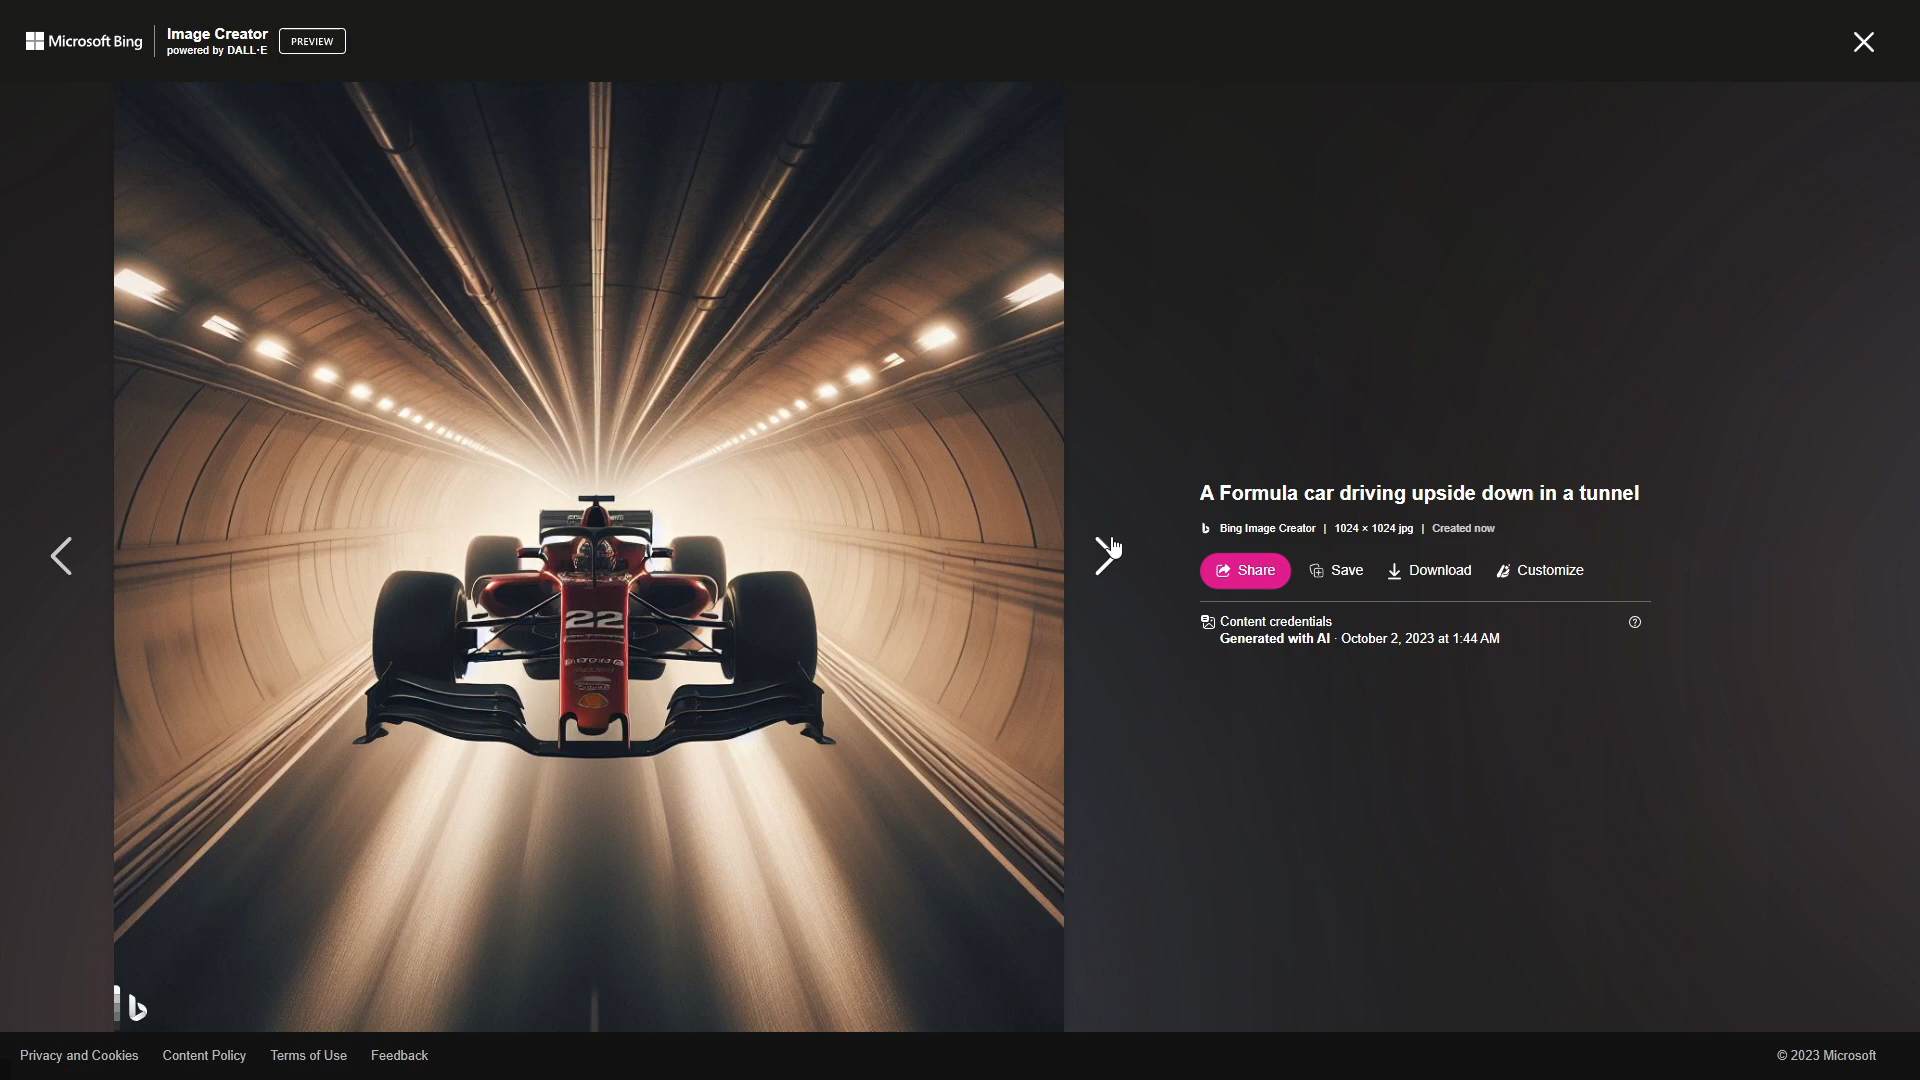 Microsoft Bing
Image Creator
powered by DALL·E
PREVIEW
22
A Formula car driving upside down in a tunnel
Bing Image Creator | 1024 × 1024 jpg | Created now
Share
Save
Download
Customize
Content credentials
Generated with AI · October 2, 2023 at 1:44 AM
Privacy and Cookies
Content Policy
Terms of Use
Feedback
© 2023 Microsoft